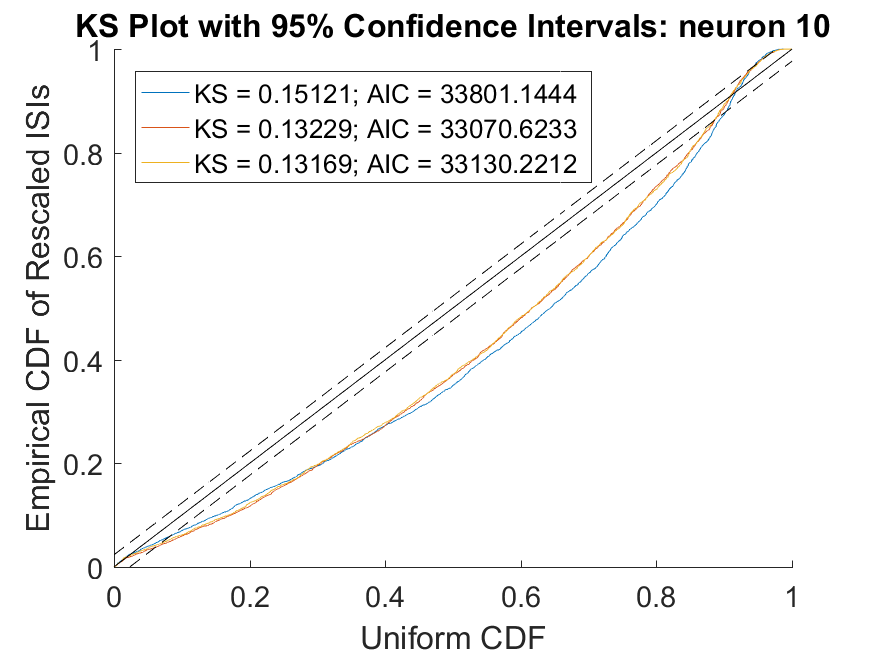 KS Plot with 95% Confidence Intervals: neuron 10
KS = 0.15121; AIC = 33801.1444
KS = 0.13229; AIC = 33070.6233
KS = 0.13169; AIC = 33130.2212
Empirical CDF of Rescaled ISIs
1
0.8
0.6
0.4
0.2
0
0 0.2 0.4 0.6 0.8 1
Uniform CDF